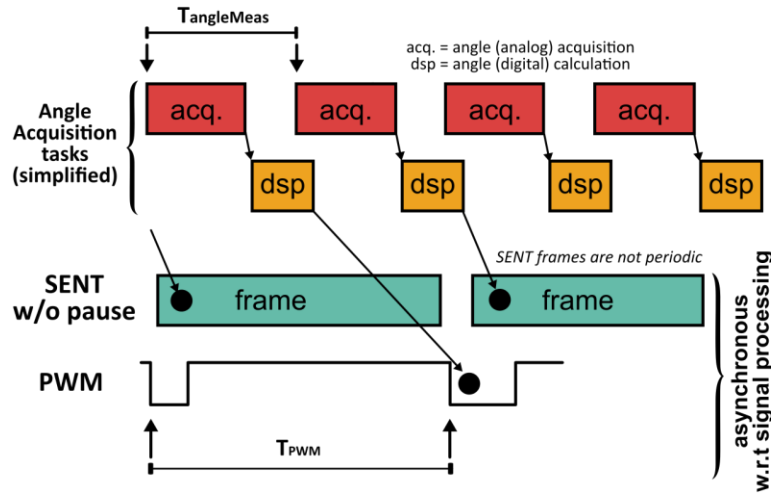 TangleMeas
acq. = angle (analog) acquisition
dsp = angle (digital) calculation
Angle
Acquisition
tasks
(simplified)
acq.
acq.
acq.
acq.
dsp
dsp
dsp
dsp
SENT frames are not periodic
SENT
w/o pause
frame
frame
PWM
TPWM
asynchronous
w.r.t signal processing